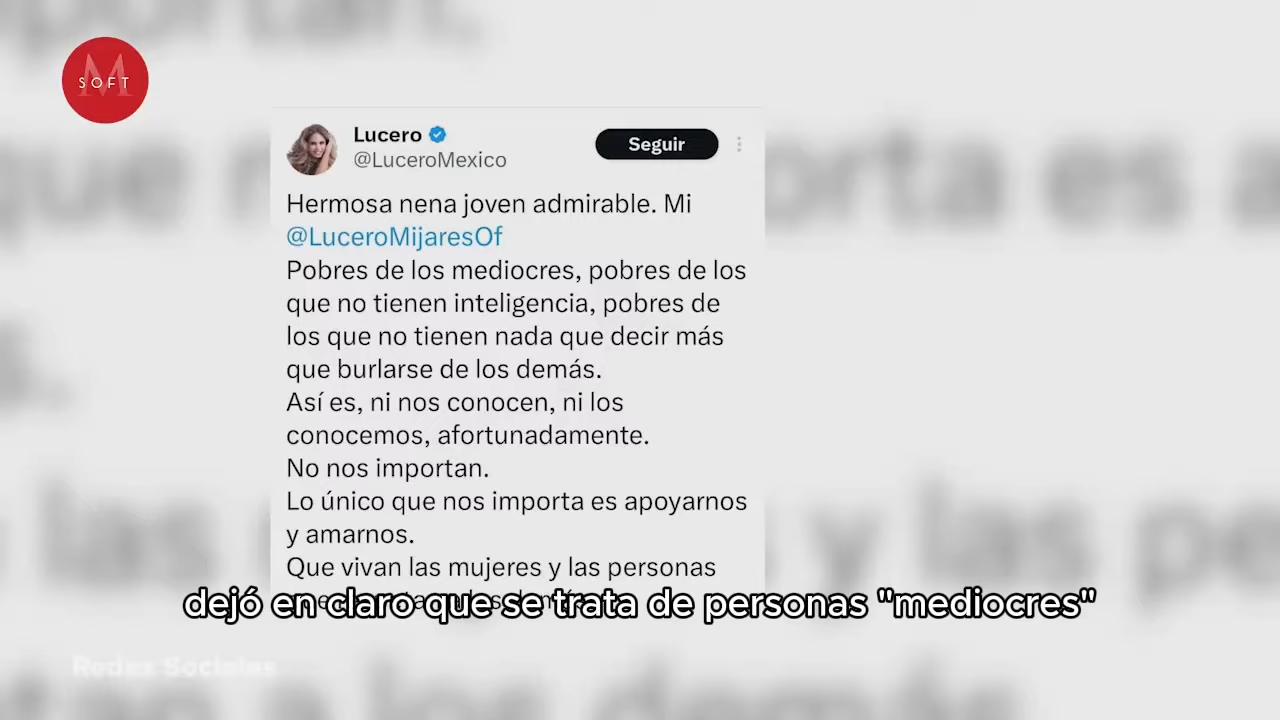 M
SOFT
Lucero
@LuceroMexico
Seguir
Hermosa nena joven admirable. Mi
@LuceroMijaresOf
Pobres de los mediocres, pobres de los
que no tienen inteligencia, pobres de
los que no tienen nada que decir más
que burlarse de los demás.
Así es, ni nos conocen, ni los
conocemos, afortunadamente.
No nos importan.
Lo único que nos importa es apoyarnos
y amarnos.
Que vivan las mujeres y las personas
dejó en claro que se trata de personas "mediocres"
Redes Sociales